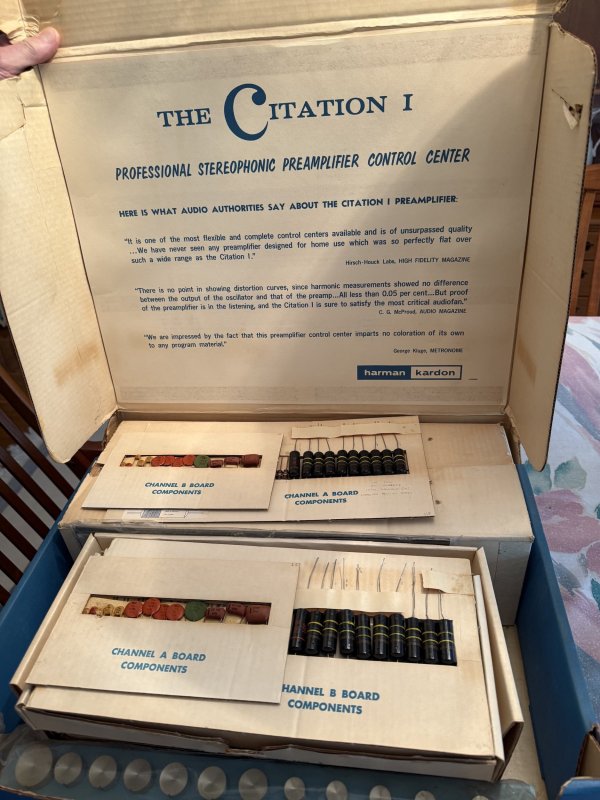 THE CITATION I
PROFESSIONAL STEREOPHONIC PREAMPLIFIER CONTROL CENTER
HERE IS WHAT AUDIO AUTHORITIES SAY ABOUT THE CITATION I PREAMPLIFIER:
"It is one of the most flexible and complete control centers available and is of unsurpassed quality
...We have never seen any preamplifier designed for home use which was so perfectly flat over
such a wide range as the Citation I."
Hirsch-Houck Labs, HIGH FIDELITY MAGAZINE
"There is no point in showing distortion curves, since harmonic measurements showed no difference
between the output of the oscillator and that of the preamp...All less than 0.05 per cent...But proof
of the preamplifier is in the listening, and the Citation I is sure to satisfy the most critical audiofan."
C. G. McProud, AUDIO MAGAZINE
"We are impressed by the fact that this preamplifier control center imparts no coloration of its own
to any program material."
George Kluge, METRONOME
harman kardon
CHANNEL B BOARD
COMPONENTS
CHANNEL A BOARD
COMPONENTS
CHANNEL A BOARD
COMPONENTS
HANNEL B BOARD
COMPONENTS